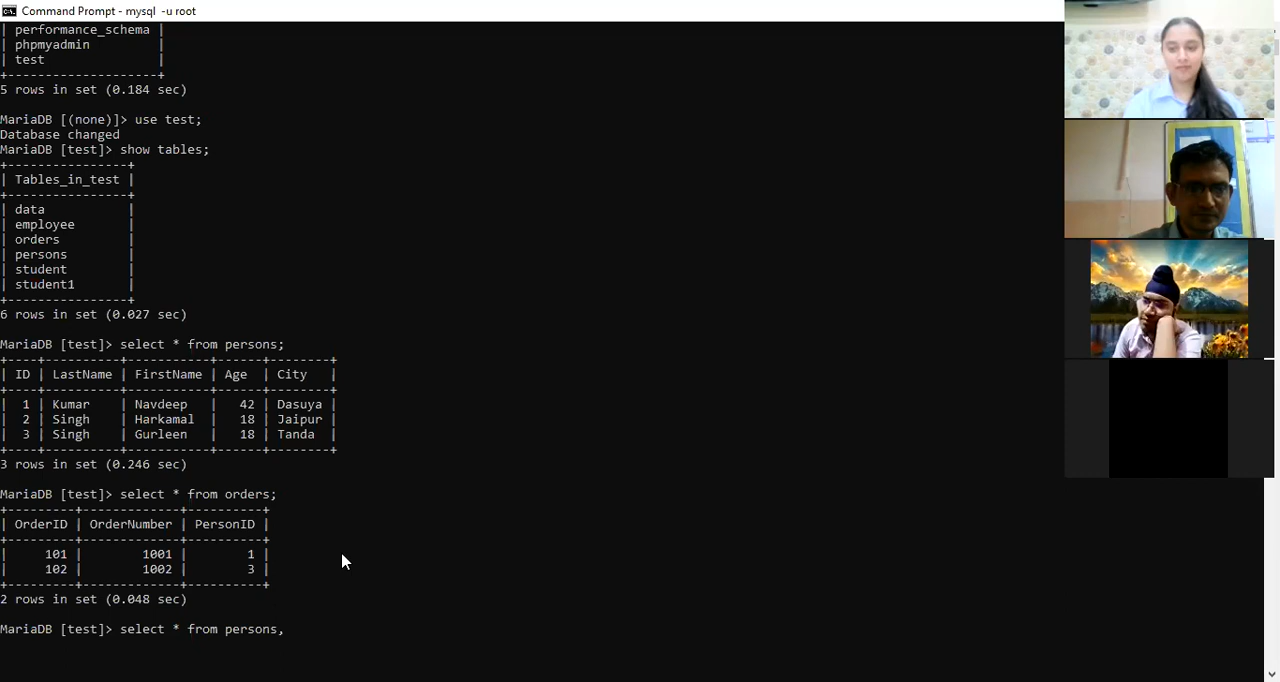 Command Prompt - mysql  -u root
| performance_schema |
| phpmyadmin         |
| test               |
+--------------------+
5 rows in set (0.184 sec)
MariaDB [(none)]> use test;
Database changed
MariaDB [test]> show tables;
+----------------+
| Tables_in_test |
+----------------+
| data           |
| employee       |
| orders         |
| persons        |
| student        |
| student1       |
+----------------+
6 rows in set (0.027 sec)
MariaDB [test]> select * from persons;
+----+----------+-----------+------+--------+
| ID | LastName | FirstName | Age  | City   |
+----+----------+-----------+------+--------+
|  1 | Kumar    | Navdeep   |   42 | Dasuya |
|  2 | Singh    | Harkamal  |   18 | Jaipur |
|  3 | Singh    | Gurleen   |   18 | Tanda  |
+----+----------+-----------+------+--------+
3 rows in set (0.246 sec)
MariaDB [test]> select * from orders;
+---------+-------------+----------+
| OrderID | OrderNumber | PersonID |
+---------+-------------+----------+
|     101 |        1001 |        1 |
|     102 |        1002 |        3 |
+---------+-------------+----------+
2 rows in set (0.048 sec)
MariaDB [test]> select * from persons,